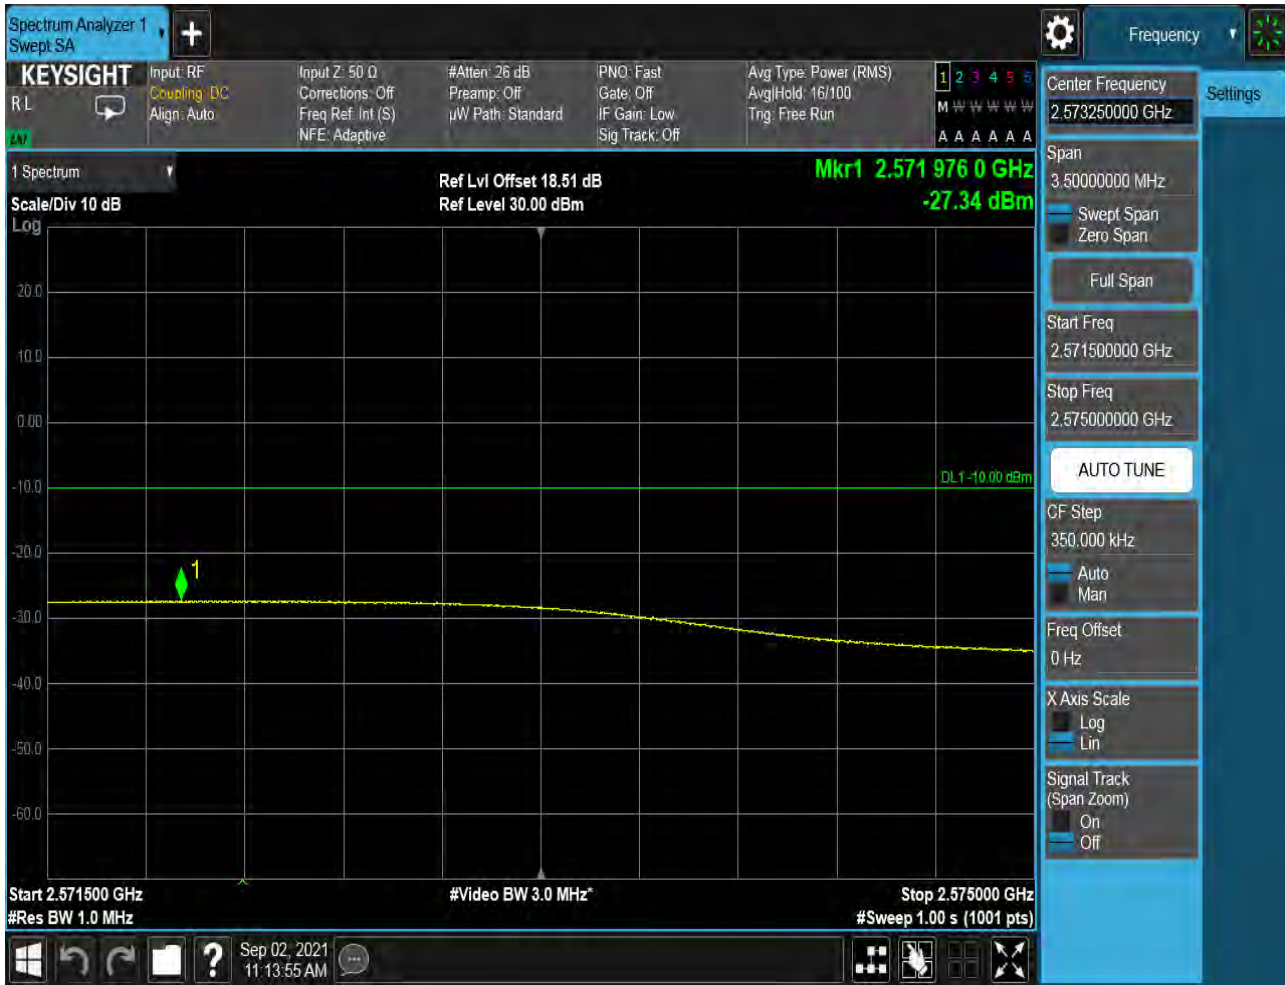 Spectrum Analyzer 1
Swept SA
+
Frequency
KEYSIGHT
RL
LXI
Input: RF
Coupling: DC
Align: Auto
Input Z: 50 Ω
Corrections: Off
Freq Ref: Int (S)
NFE: Adaptive
#Atten: 26 dB
Preamp: Off
µW Path: Standard
PNO: Fast
Gate: Off
IF Gain: Low
Sig Track: Off
Avg Type: Power (RMS)
Avg|Hold: 16/100
Trig: Free Run
1 2 3 4 5 6
M W W W W W
A A A A A A
1 Spectrum
Scale/Div 10 dB
Log
Ref Lvl Offset 18.51 dB
Ref Level 30.00 dBm
Mkr1 2.571 976 0 GHz
-27.34 dBm
20.0
10.0
0.00
-10.0
-20.0
-30.0
-40.0
-50.0
-60.0
DL1 -10.00 dBm
1
Start 2.571500 GHz
#Res BW 1.0 MHz
#Video BW 3.0 MHz*
Stop 2.575000 GHz
#Sweep 1.00 s (1001 pts)
?
Sep 02, 2021
11:13:55 AM
Center Frequency
2.573250000 GHz
Settings
Span
3.50000000 MHz
Swept Span
Zero Span
Full Span
Start Freq
2.571500000 GHz
Stop Freq
2.575000000 GHz
AUTO TUNE
CF Step
350.000 kHz
Auto
Man
Freq Offset
0 Hz
X Axis Scale
Log
Lin
Signal Track
(Span Zoom)
On
Off